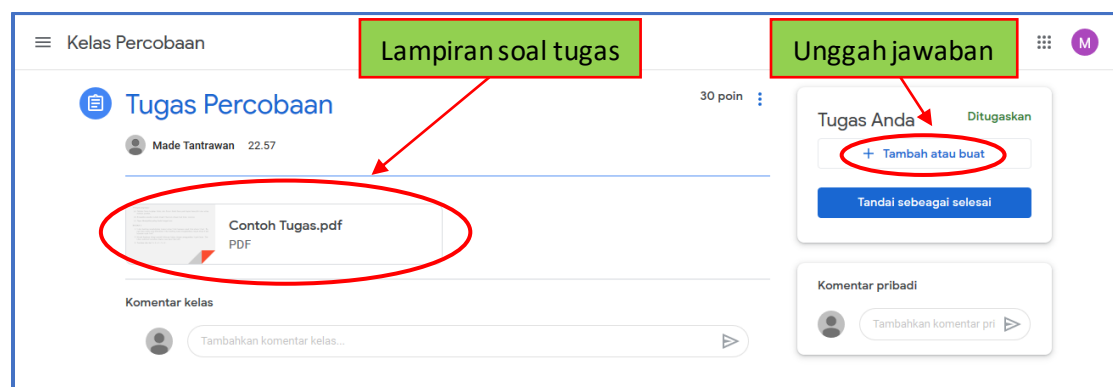 Kelas Percobaan
Lampiran soal tugas
Unggah jawaban
M
Tugas Percobaan
30 poin
Made Tantrawan 22.57
Contoh Tugas.pdf
PDF
Komentar kelas
Tambahkan komentar kelas...
Tugas Anda
Ditugaskan
+ Tambah atau buat
Tandai sebeagai selesai
Komentar pribadi
Tambahkan komentar pri